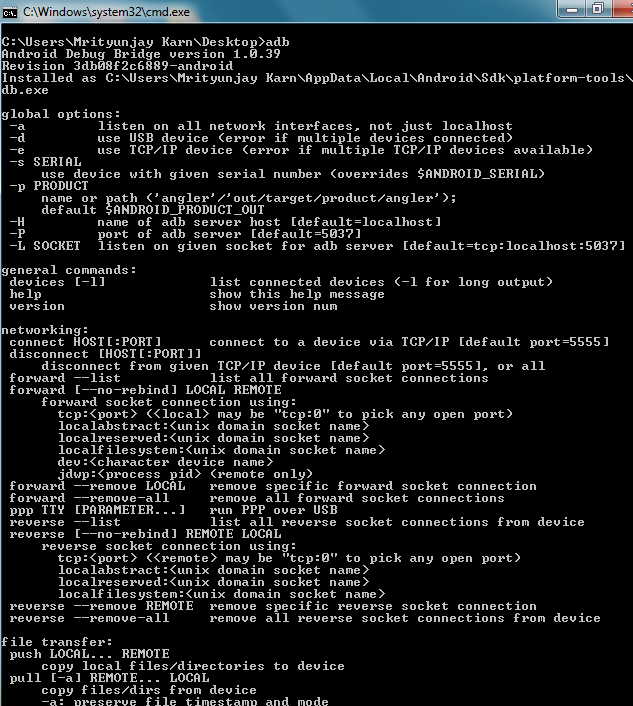 C:\Windows\system32\cmd.exe
C:\Users\Mrityunjay Karn\Desktop>adb
Android Debug Bridge version 1.0.39
Revision 3db08f2c6889-android
Installed as C:\Users\Mrityunjay Karn\AppData\Local\Android\Sdk\platform-tools\
db.exe
global options:
-a listen on all network interfaces, not just localhost
-d use USB device (error if multiple devices connected)
-e use TCP/IP device (error if multiple TCP/IP devices available)
-s SERIAL
use device with given serial number (overrides $ANDROID_SERIAL)
-p PRODUCT
name or path ('angler'/'out/target/product/angler');
default $ANDROID_PRODUCT_OUT
-H name of adb server host [default=localhost]
-P port of adb server [default=5037]
-L SOCKET listen on given socket for adb server [default=tcp:localhost:5037]
general commands:
devices [-l] list connected devices (-l for long output)
help show this help message
version show version num
networking:
connect HOST[:PORT] connect to a device via TCP/IP [default port=5555]
disconnect [HOST[:PORT]]
disconnect from given TCP/IP device [default port=5555], or all
forward --list list all forward socket connections
forward [--no-rebind] LOCAL REMOTE
forward socket connection using:
tcp:<port> (<local> may be "tcp:0" to pick any open port)
localabstract:<unix domain socket name>
localreserved:<unix domain socket name>
localfilesystem:<unix domain socket name>
dev:<character device name>
jdwp:<process pid> (remote only)
forward --remove LOCAL remove specific forward socket connection
forward --remove-all remove all forward socket connections
ppp TTY [PARAMETER...] run PPP over USB
reverse --list list all reverse socket connections from device
reverse [--no-rebind] REMOTE LOCAL
reverse socket connection using:
tcp:<port> (<remote> may be "tcp:0" to pick any open port)
localabstract:<unix domain socket name>
localreserved:<unix domain socket name>
localfilesystem:<unix domain socket name>
reverse --remove REMOTE remove specific reverse socket connection
reverse --remove-all remove all reverse socket connections from device
file transfer:
push LOCAL... REMOTE
copy local files/directories to device
pull [-a] REMOTE... LOCAL
copy files/dirs from device
-a: preserve file timestamp and mode